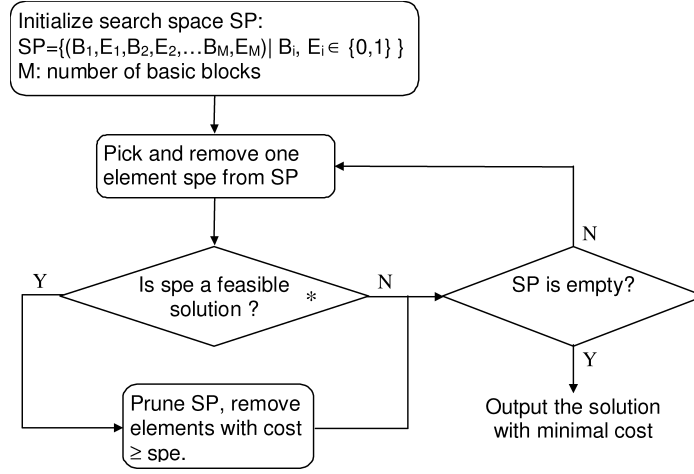 Initialize search space SP:
SP={(B1,E1,B2,E2,…BM,EM)| Bi, Ei ∈ {0,1} }
M: number of basic blocks
Pick and remove one
element spe from SP
N
Y
Is spe a feasible
solution ? *
N
SP is empty?
Y
Prune SP, remove
elements with cost
≥ spe.
Output the solution
with minimal cost